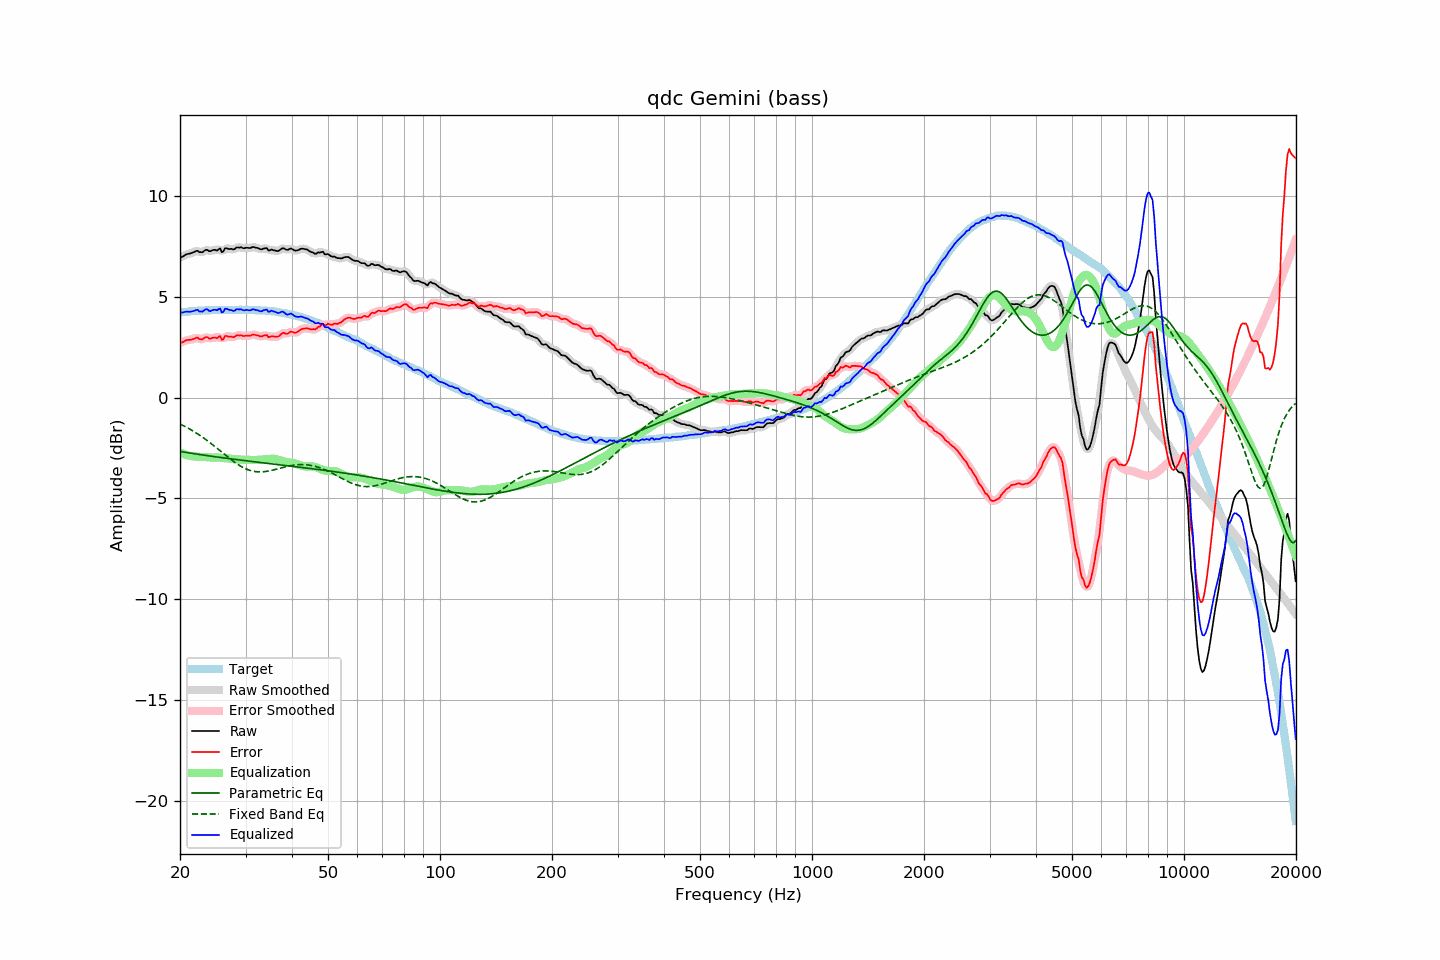 qdc Gemini (bass)
Amplitude (dBr)
10
5
0
−5
−10
−15
−20
Target
Raw Smoothed
Error Smoothed
Raw
Error
Equalization
Parametric Eq
Fixed Band Eq
Equalized
20 50 100 200 500 1000 2000 5000 10000 20000
Frequency (Hz)